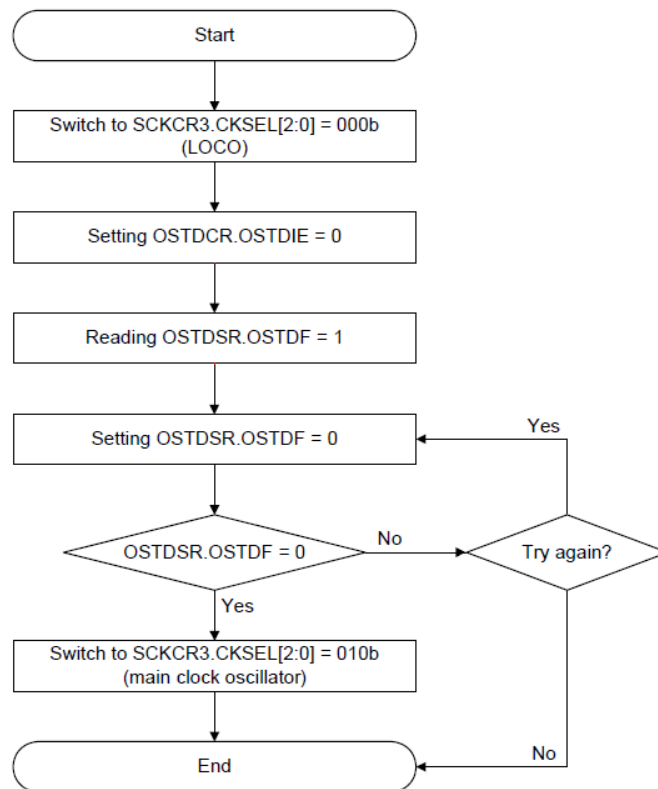 Start
Switch to SCKCR3.CKSEL[2:0] = 000b
(LOCO)
Setting OSTDCR.OSTDIE = 0
Reading OSTDSR.OSTDF = 1
Setting OSTDSR.OSTDF = 0
Yes
OSTDSR.OSTDF = 0
No
Try again?
Yes
Switch to SCKCR3.CKSEL[2:0] = 010b
(main clock oscillator)
No
End